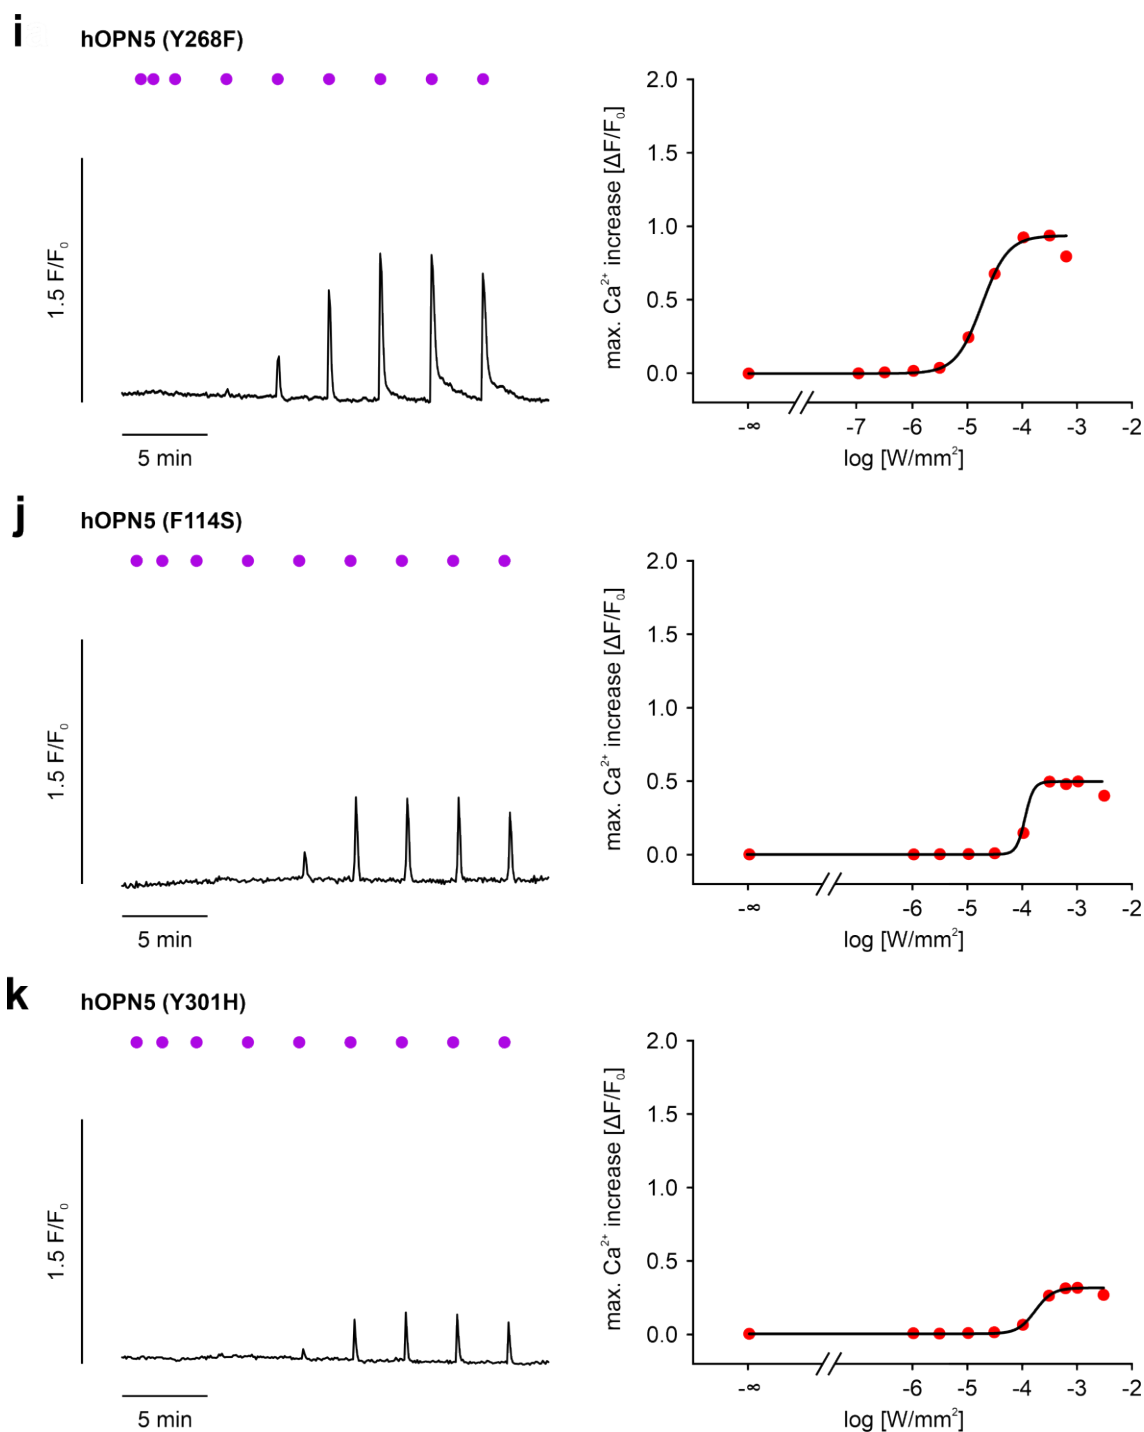 i
hOPN5 (Y268F)
1.5 F/F₀
5 min
max. Ca²⁺ increase [ΔF/F₀]
2.0
1.5
1.0
0.5
0.0
-∞ -7 -6 -5 -4 -3 -2
log [W/mm²]
j
hOPN5 (F114S)
1.5 F/F₀
5 min
max. Ca²⁺ increase [ΔF/F₀]
2.0
1.5
1.0
0.5
0.0
-∞ -6 -5 -4 -3 -2
log [W/mm²]
k
hOPN5 (Y301H)
1.5 F/F₀
5 min
max. Ca²⁺ increase [ΔF/F₀]
2.0
1.5
1.0
0.5
0.0
-∞ -6 -5 -4 -3 -2
log [W/mm²]